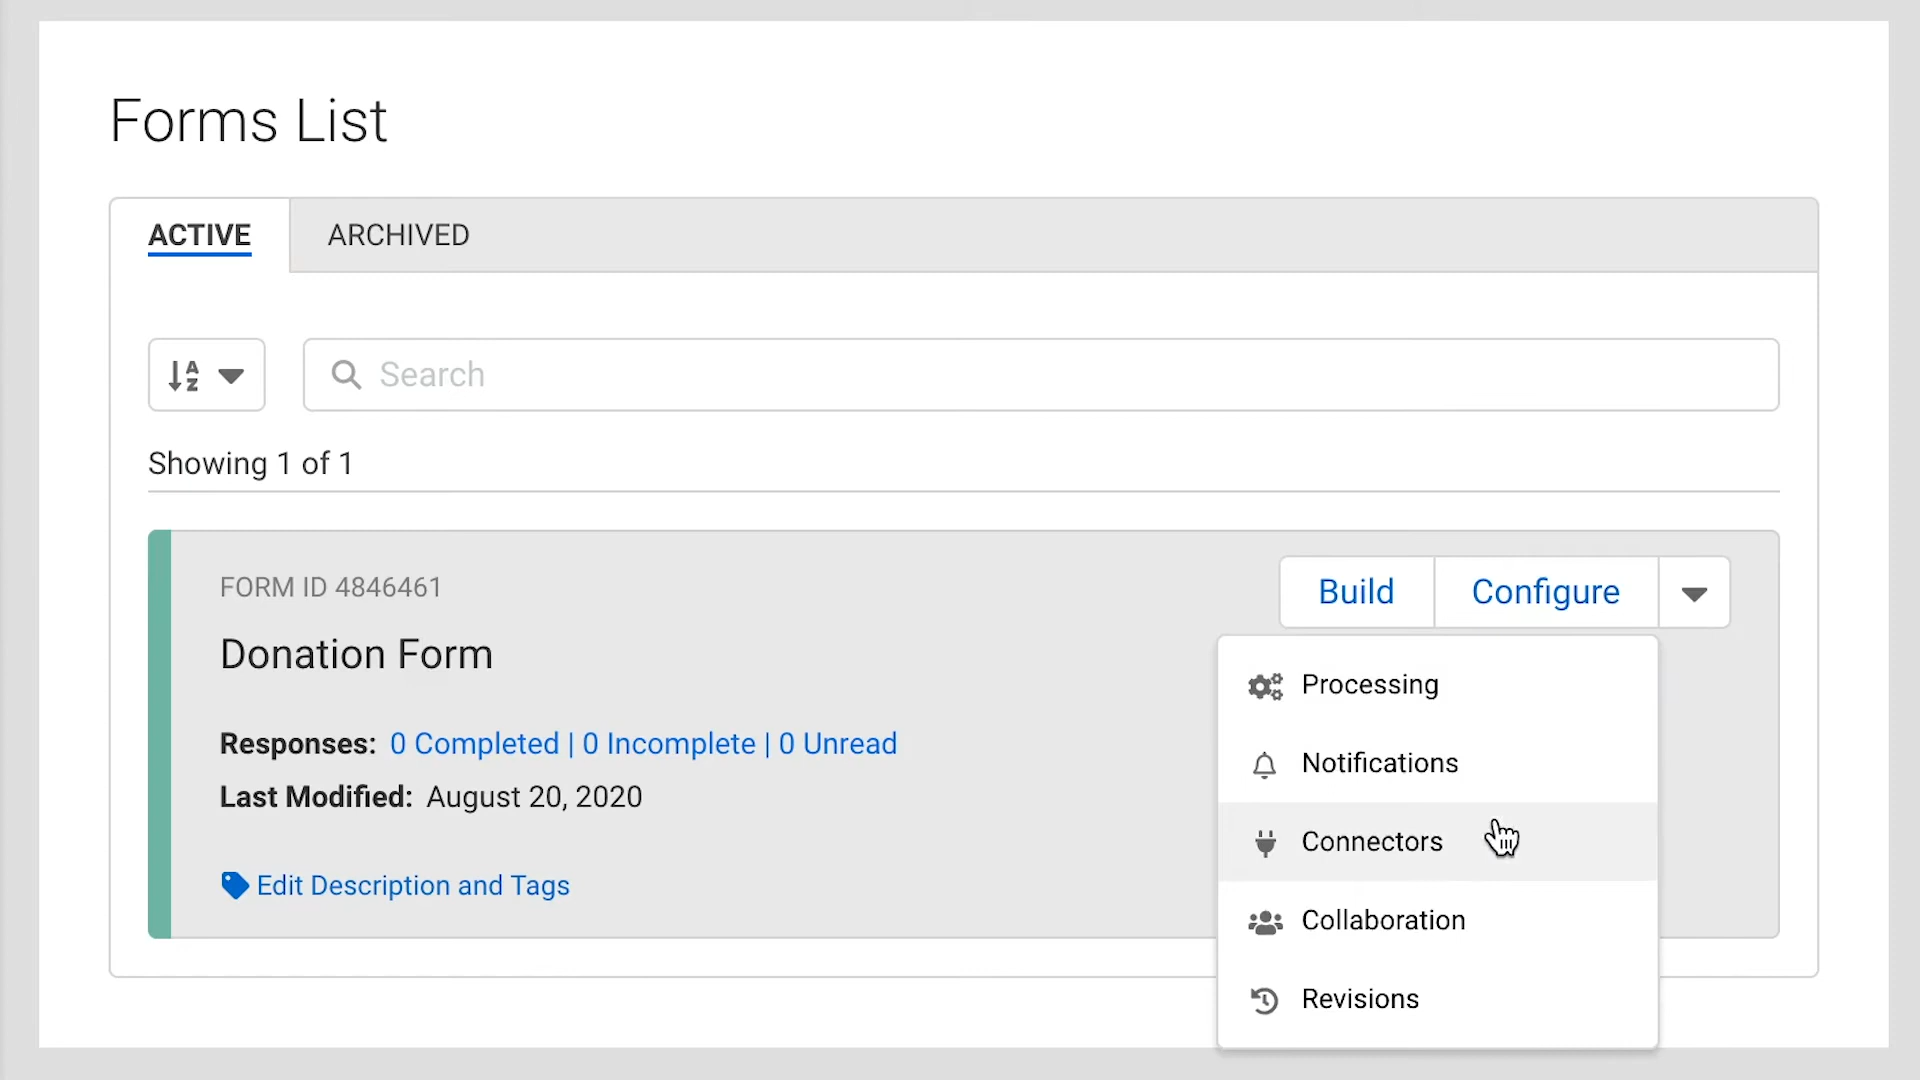 Forms List
ACTIVE ARCHIVED
AZ Search
Showing 1 of 1
FORM ID 4846461
Build Configure
Donation Form
Processing
Responses: 0 Completed | 0 Incomplete | 0 Unread
Notifications
Last Modified: August 20, 2020
Connectors
Edit Description and Tags
Collaboration
Revisions